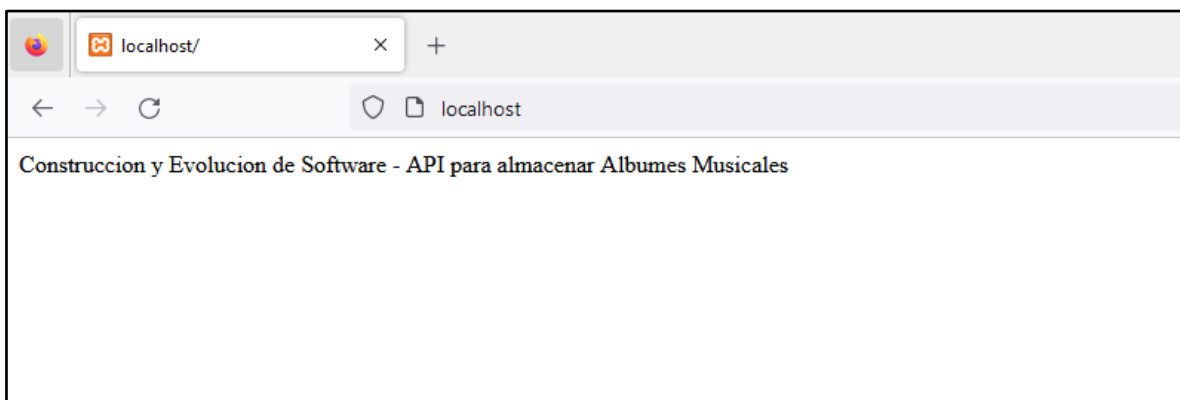 localhost/
localhost
Construccion y Evolucion de Software - API para almacenar Albumes Musicales